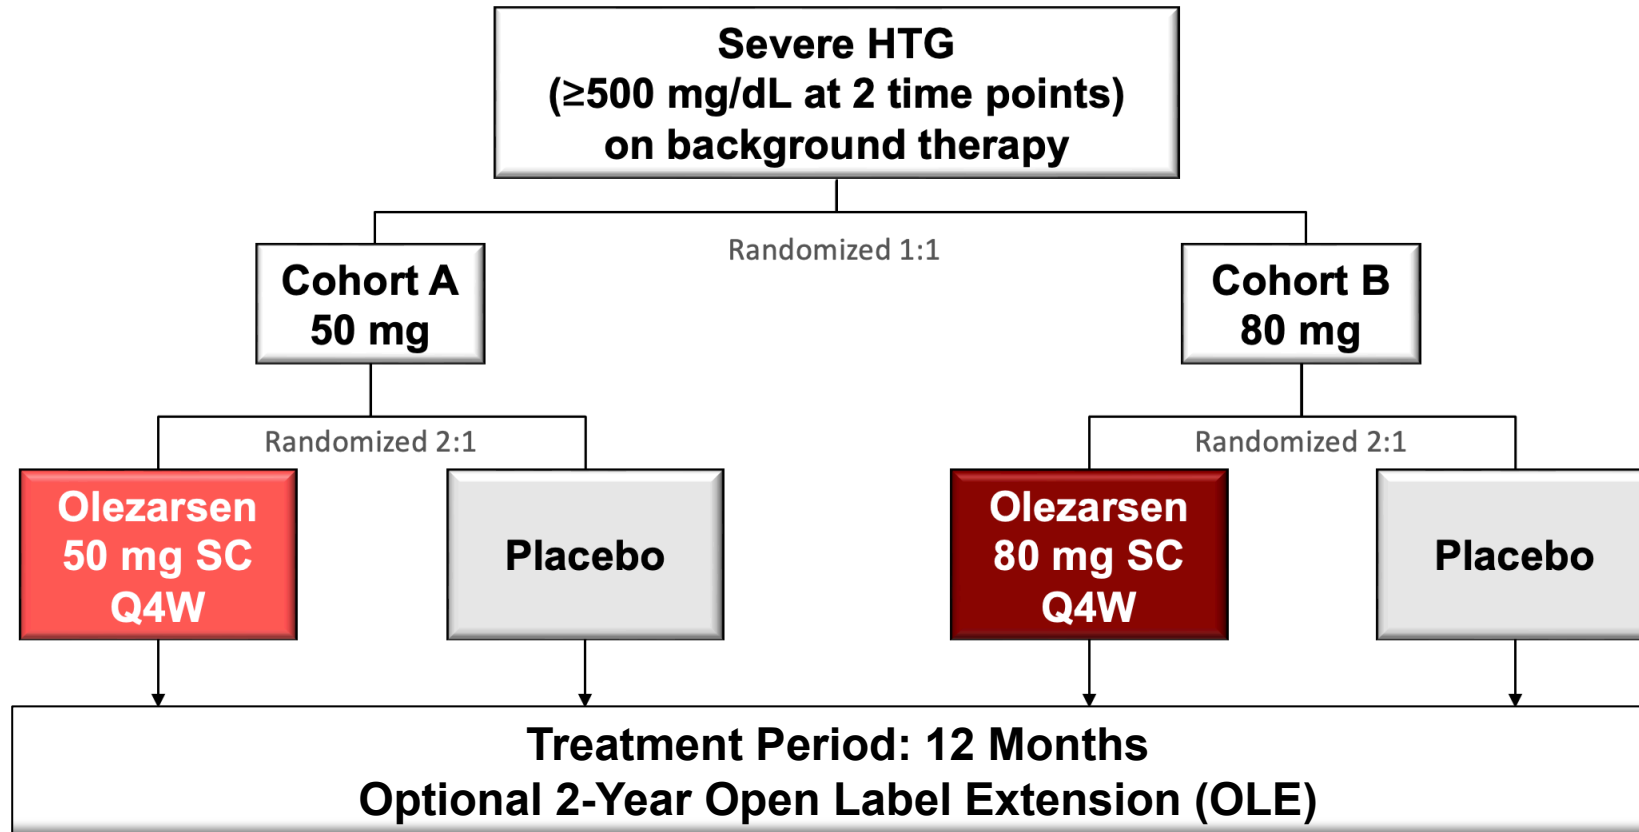 Severe HTG
(≥500 mg/dL at 2 time points)
on background therapy
Randomized 1:1
Cohort A
50 mg
Cohort B
80 mg
Randomized 2:1
Randomized 2:1
Olezarsen
50 mg SC
Q4W
Placebo
Olezarsen
80 mg SC
Q4W
Placebo
Treatment Period: 12 Months
Optional 2-Year Open Label Extension (OLE)